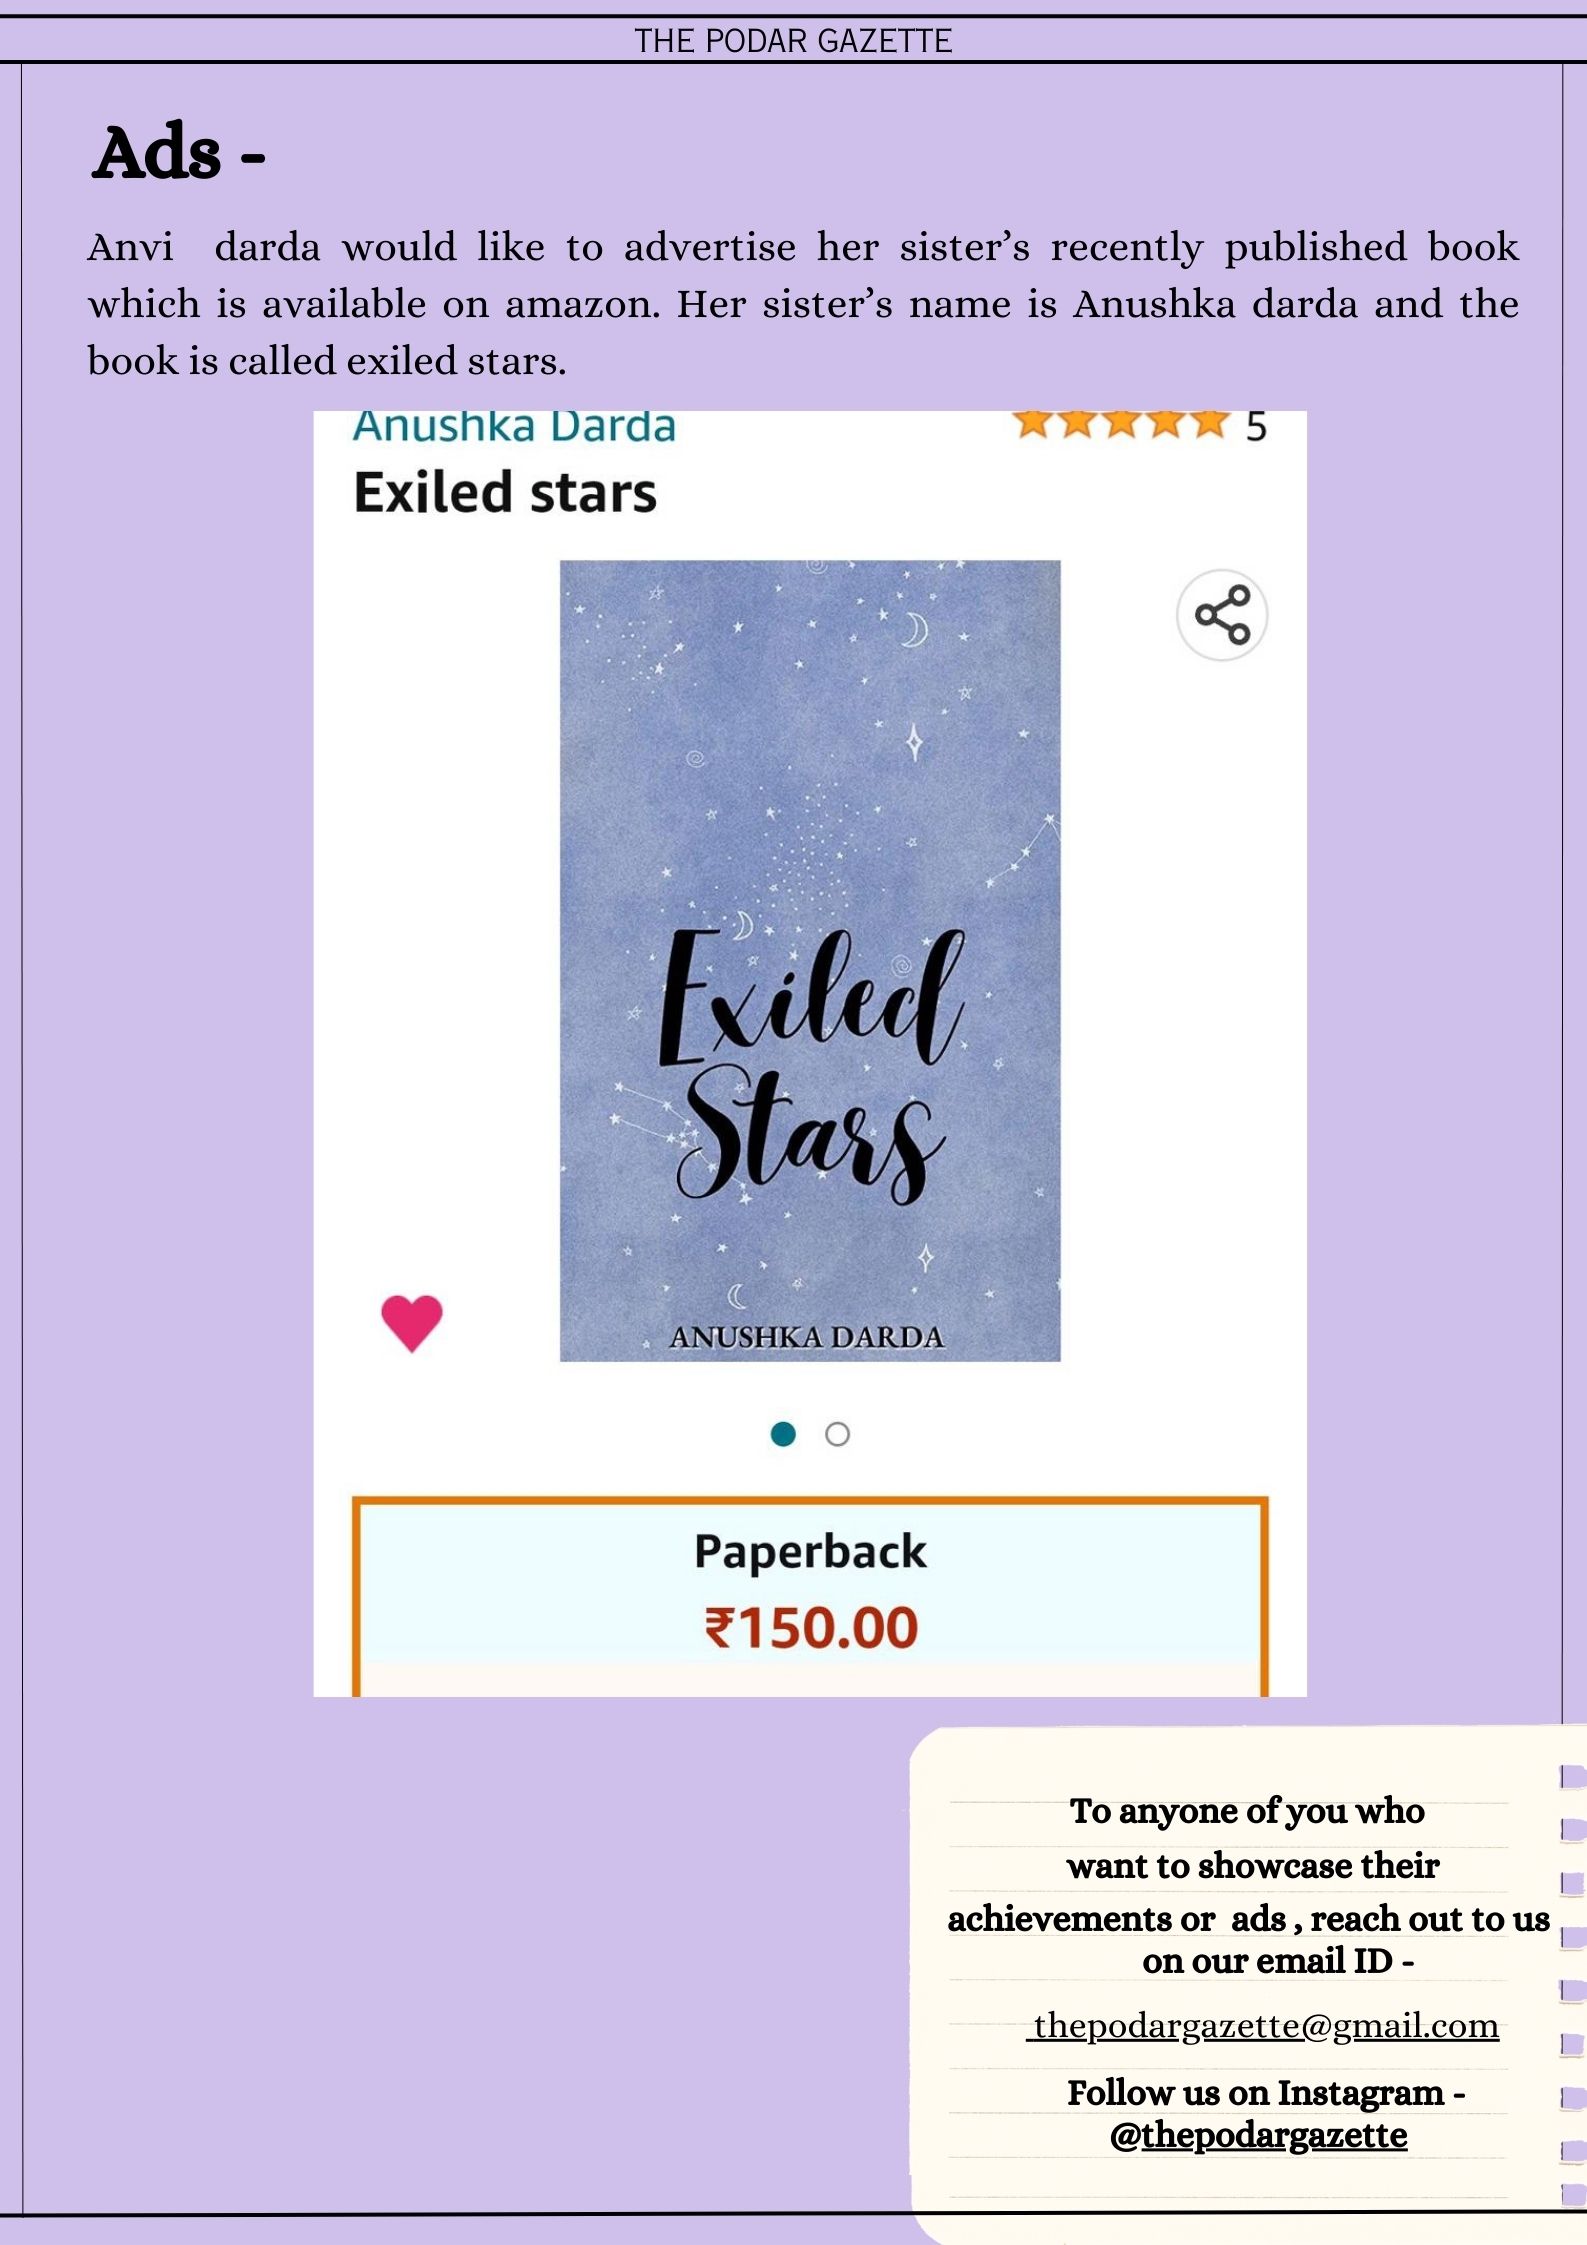 THE PODAR GAZETTE
Ads -
Anvi darda would like to advertise her sister’s recently published book
which is available on amazon. Her sister’s name is Anushka darda and the
book is called exiled stars.
Anushka Darda 5
Exiled stars
Exiled
Stars
ANUSHKA DARDA
Paperback
₹150.00
To anyone of you who
want to showcase their
achievements or ads , reach out to us
on our email ID -
thepodargazette@gmail.com
Follow us on Instagram -
@thepodargazette